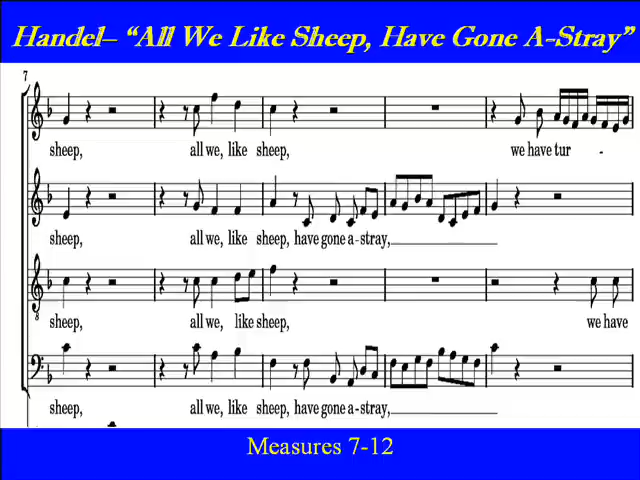 Handel– “All We Like Sheep, Have Gone A-Stray”
7
sheep, all we, like sheep, we have tur -
sheep, all we, like sheep, have gone a-stray,
8
sheep, all we, like sheep, we have
sheep, all we, like sheep, have gone a-stray,
Measures 7-12